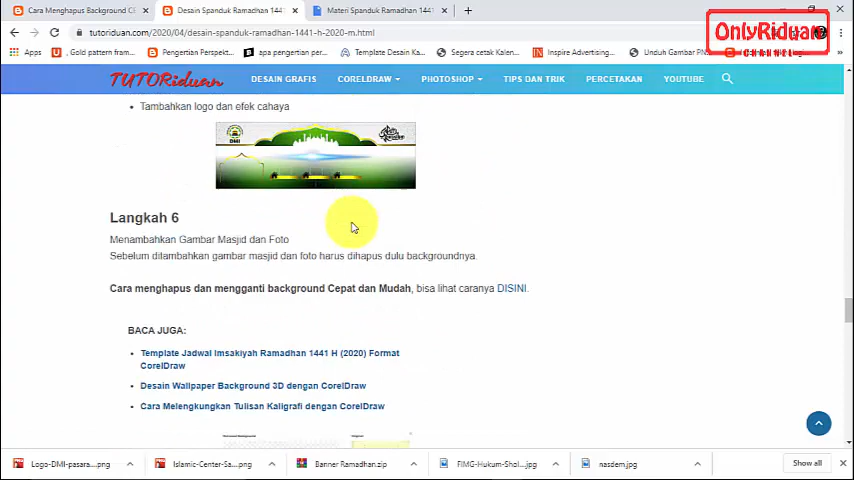 Cara Menghapus Background CE
Desain Spanduk Ramadhan 1441
Materi Spanduk Ramadhan 1441
OnlyRiduan
tutoriduan.com/2020/04/desain-spanduk-ramadhan-1441-h-2020-m.html
Apps
, Gold pattern fram...
Pengertian Perspekt...
apa pengertian per...
Template Desain Ka...
Segera cetak Kalen...
Inspire Advertising...
Unduh Gambar PN
TUTORiduan
DESAIN GRAFIS
CORELDRAW
PHOTOSHOP
TIPS DAN TRIK
PERCETAKAN
YOUTUBE
Tambahkan logo dan efek cahaya
DMI
Langkah 6
Menambahkan Gambar Masjid dan Foto
Sebelum ditambahkan gambar masjid dan foto harus dihapus dulu backgroundnya.
Cara menghapus dan mengganti background Cepat dan Mudah, bisa lihat caranya DISINI.
BACA JUGA:
Template Jadwal Imsakiyah Ramadhan 1441 H (2020) Format
CorelDraw
Desain Wallpaper Background 3D dengan CorelDraw
Cara Melengkungkan Tulisan Kaligrafi dengan CorelDraw
Logo-DMI-pasara....png
Islamic-Center-Sa....png
Banner Ramadhan.zip
FIMG-Hukum-Shol....jpg
nasdem.jpg
Show all